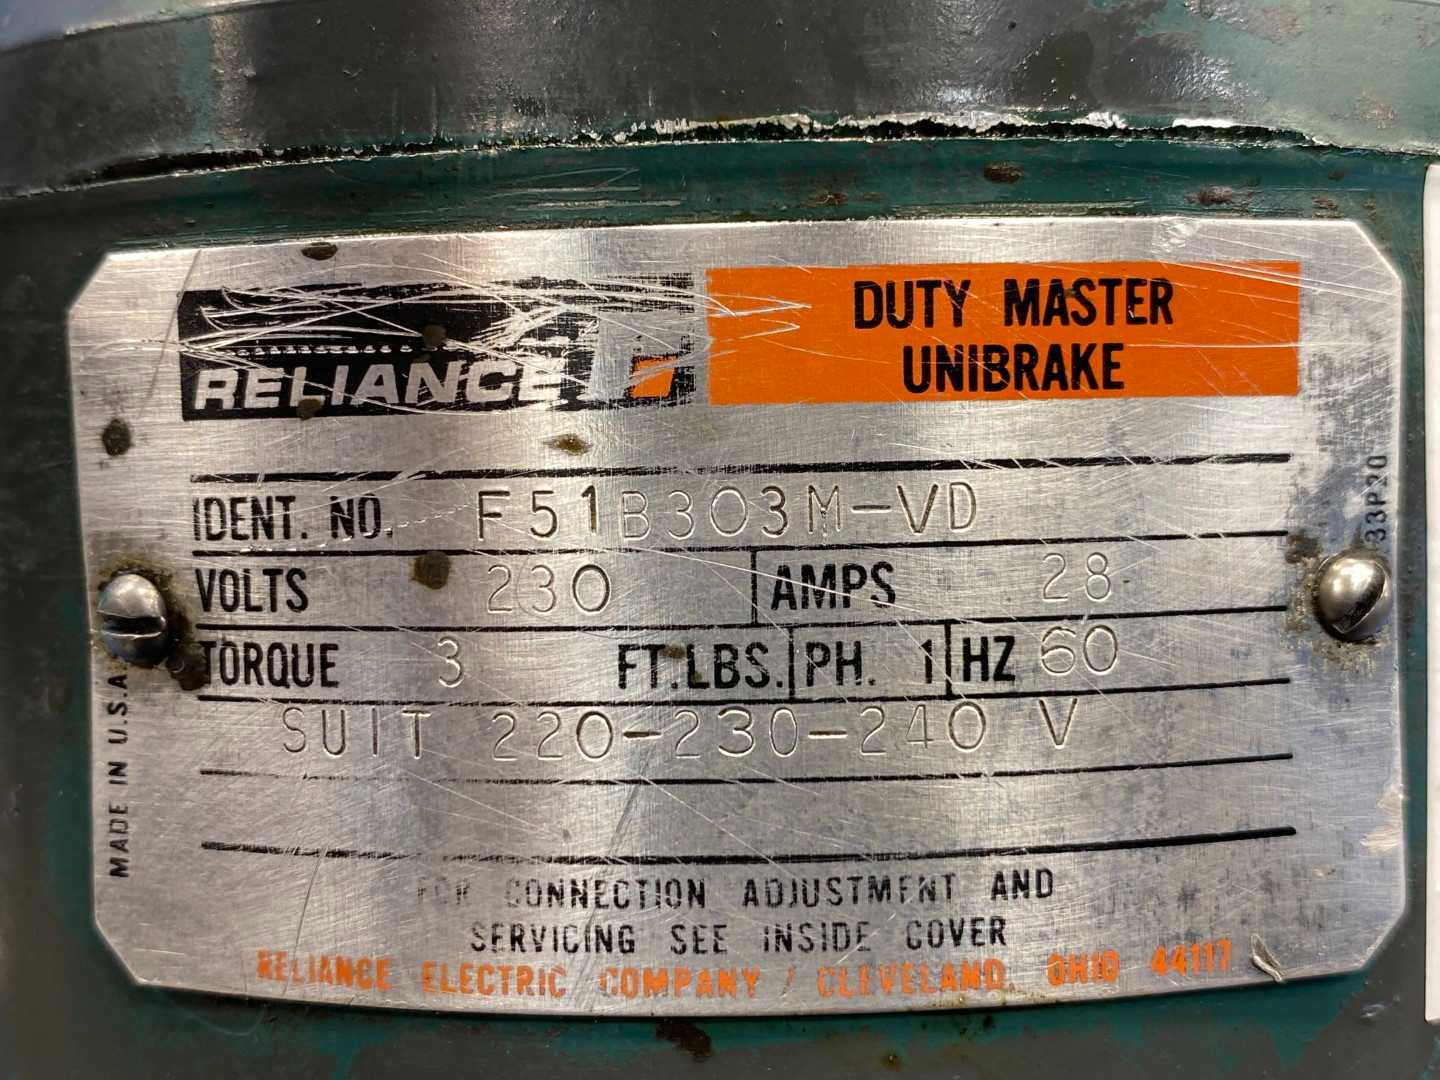 RELIANCE
DUTY MASTER
UNIBRAKE
IDENT. NO. F51B303M-VD
VOLTS 230 AMPS 28
TORQUE 3 FT.LBS. PH. 1 HZ 60
SUIT 220-230-240 V
FOR CONNECTION ADJUSTMENT AND
SERVICING SEE INSIDE COVER
RELIANCE ELECTRIC COMPANY / CLEVELAND, OHIO 44117
MADE IN U.S.A.
33P20